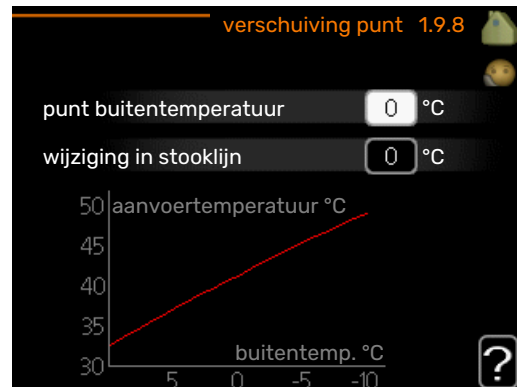 verschuiving punt 1.9.8
punt buitentemperatuur 0 °C
wijziging in stooklijn 0 °C
50 aanvoertemperatuur °C
45
40
35
30
buitentemp. °C
5 0 -5 -10
?